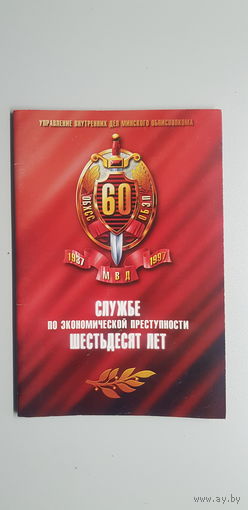 УПРАВЛЕНИЕ ВНУТРЕННИХ ДЕЛ МИНСКОГО ОБЛИСПОЛКОМА
60
ОБХСС
ОБЭП
1937
МВД
1997
СЛУЖБЕ
ПО ЭКОНОМИЧЕСКОЙ ПРЕСТУПНОСТИ
ШЕСТЬДЕСЯТ ЛЕТ
www.ay.by